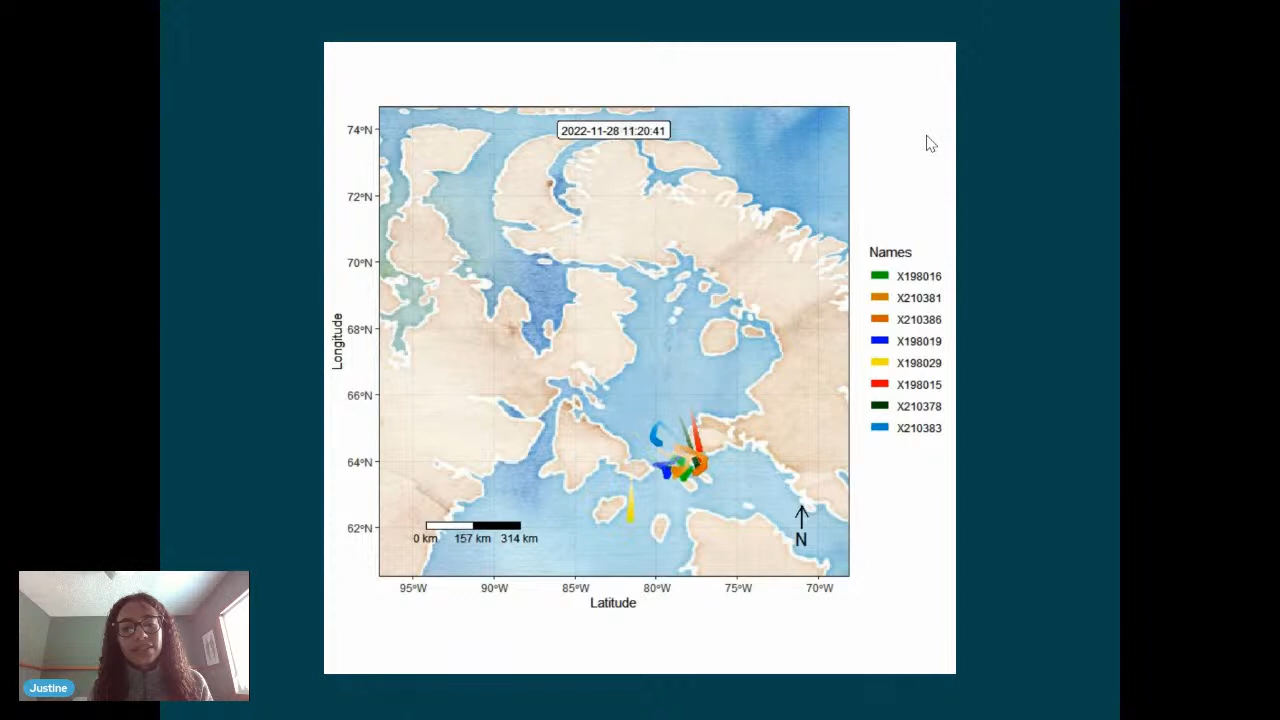 2022-11-28 11:20:41
74°N
72°N
70°N
68°N
66°N
64°N
62°N
Longitude
0 km 157 km 314 km
N
95°W 90°W 85°W 80°W 75°W 70°W
Latitude
Names
X198016
X210381
X210386
X198019
X198029
X198015
X210378
X210383
Justine